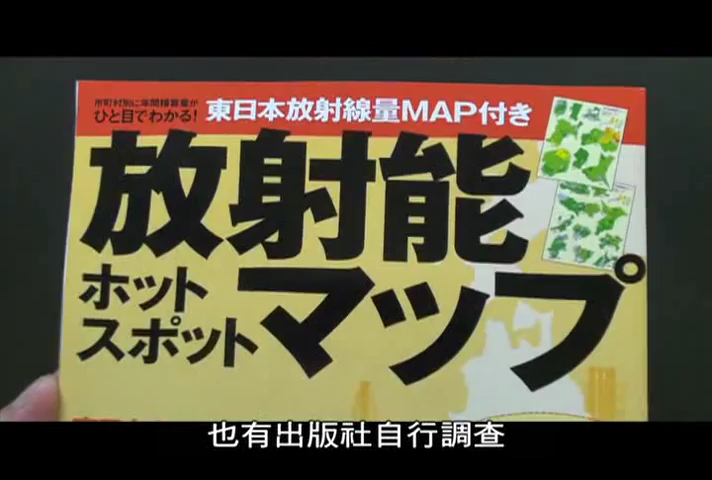 市町村別に年間積算量が
ひと目でわかる! 東日本放射線量MAP付き
放射能
ホット
スポット
マップ
也有出版社自行調查